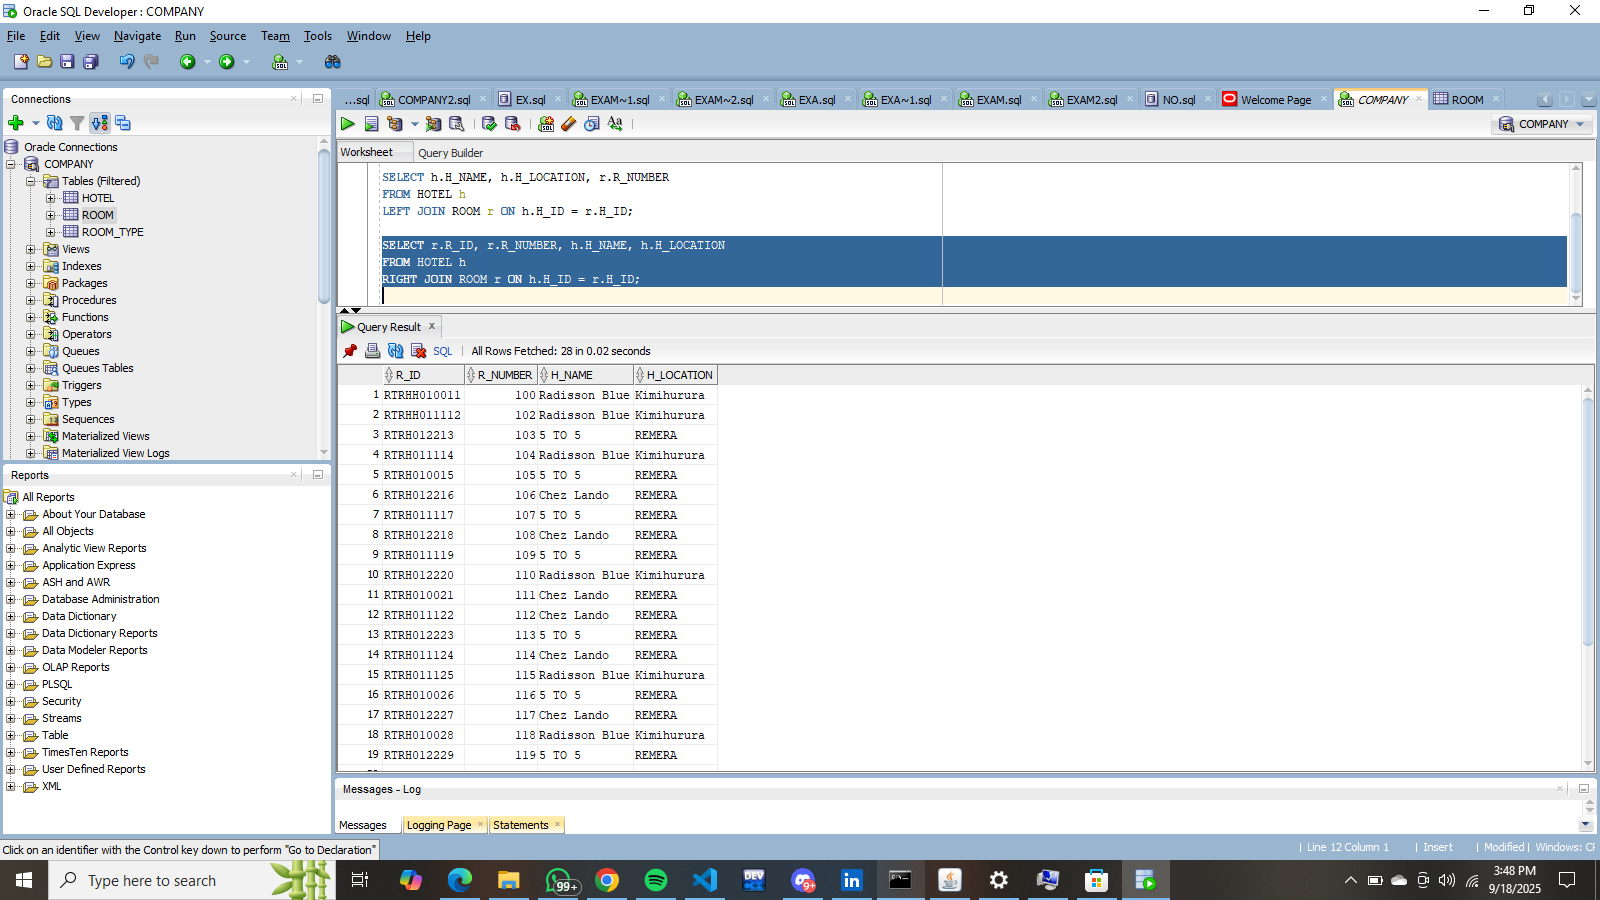 Oracle SQL Developer : COMPANY
File Edit View Navigate Run Source Team Tools Window Help
Connections
Oracle Connections
COMPANY
Tables (Filtered)
HOTEL
ROOM
ROOM_TYPE
Views
Indexes
Packages
Procedures
Functions
Operators
Queues
Queues Tables
Triggers
Types
Sequences
Materialized Views
Materialized View Logs
Reports
All Reports
About Your Database
All Objects
Analytic View Reports
Application Express
ASH and AWR
Database Administration
Data Dictionary
Data Dictionary Reports
Data Modeler Reports
OLAP Reports
PLSQL
Security
Streams
Table
TimesTen Reports
User Defined Reports
XML
...sql COMPANY2.sql EX.sql EXAM~1.sql EXAM~2.sql EXA.sql EXA~1.sql EXAM.sql EXAM2.sql NO.sql Welcome Page COMPANY ROOM
COMPANY
Worksheet Query Builder
SELECT h.H_NAME, h.H_LOCATION, r.R_NUMBER
FROM HOTEL h
LEFT JOIN ROOM r ON h.H_ID = r.H_ID;
SELECT r.R_ID, r.R_NUMBER, h.H_NAME, h.H_LOCATION
FROM HOTEL h
RIGHT JOIN ROOM r ON h.H_ID = r.H_ID;
Query Result
SQL | All Rows Fetched: 28 in 0.02 seconds
R_ID R_NUMBER H_NAME H_LOCATION
1 RTRHH010011 100 Radisson Blue Kimihurura
2 RTRHH011112 102 Radisson Blue Kimihurura
3 RTRH012213 103 5 TO 5 REMERA
4 RTRH011114 104 Radisson Blue Kimihurura
5 RTRH010015 105 5 TO 5 REMERA
6 RTRH012216 106 Chez Lando REMERA
7 RTRH011117 107 5 TO 5 REMERA
8 RTRH012218 108 Chez Lando REMERA
9 RTRH011119 109 5 TO 5 REMERA
10 RTRH012220 110 Radisson Blue Kimihurura
11 RTRH010021 111 Chez Lando REMERA
12 RTRH011122 112 Chez Lando REMERA
13 RTRH012223 113 5 TO 5 REMERA
14 RTRH011124 114 Chez Lando REMERA
15 RTRH011125 115 Radisson Blue Kimihurura
16 RTRH010026 116 5 TO 5 REMERA
17 RTRH012227 117 Chez Lando REMERA
18 RTRH010028 118 Radisson Blue Kimihurura
19 RTRH012229 119 5 TO 5 REMERA
Messages - Log
Messages Logging Page Statements
Click on an identifier with the Control key down to perform "Go to Declaration"
Line 12 Column 1 | Insert | Modified | Windows: CF
Type here to search
99+
DEV
9+
3:48 PM
9/18/2025